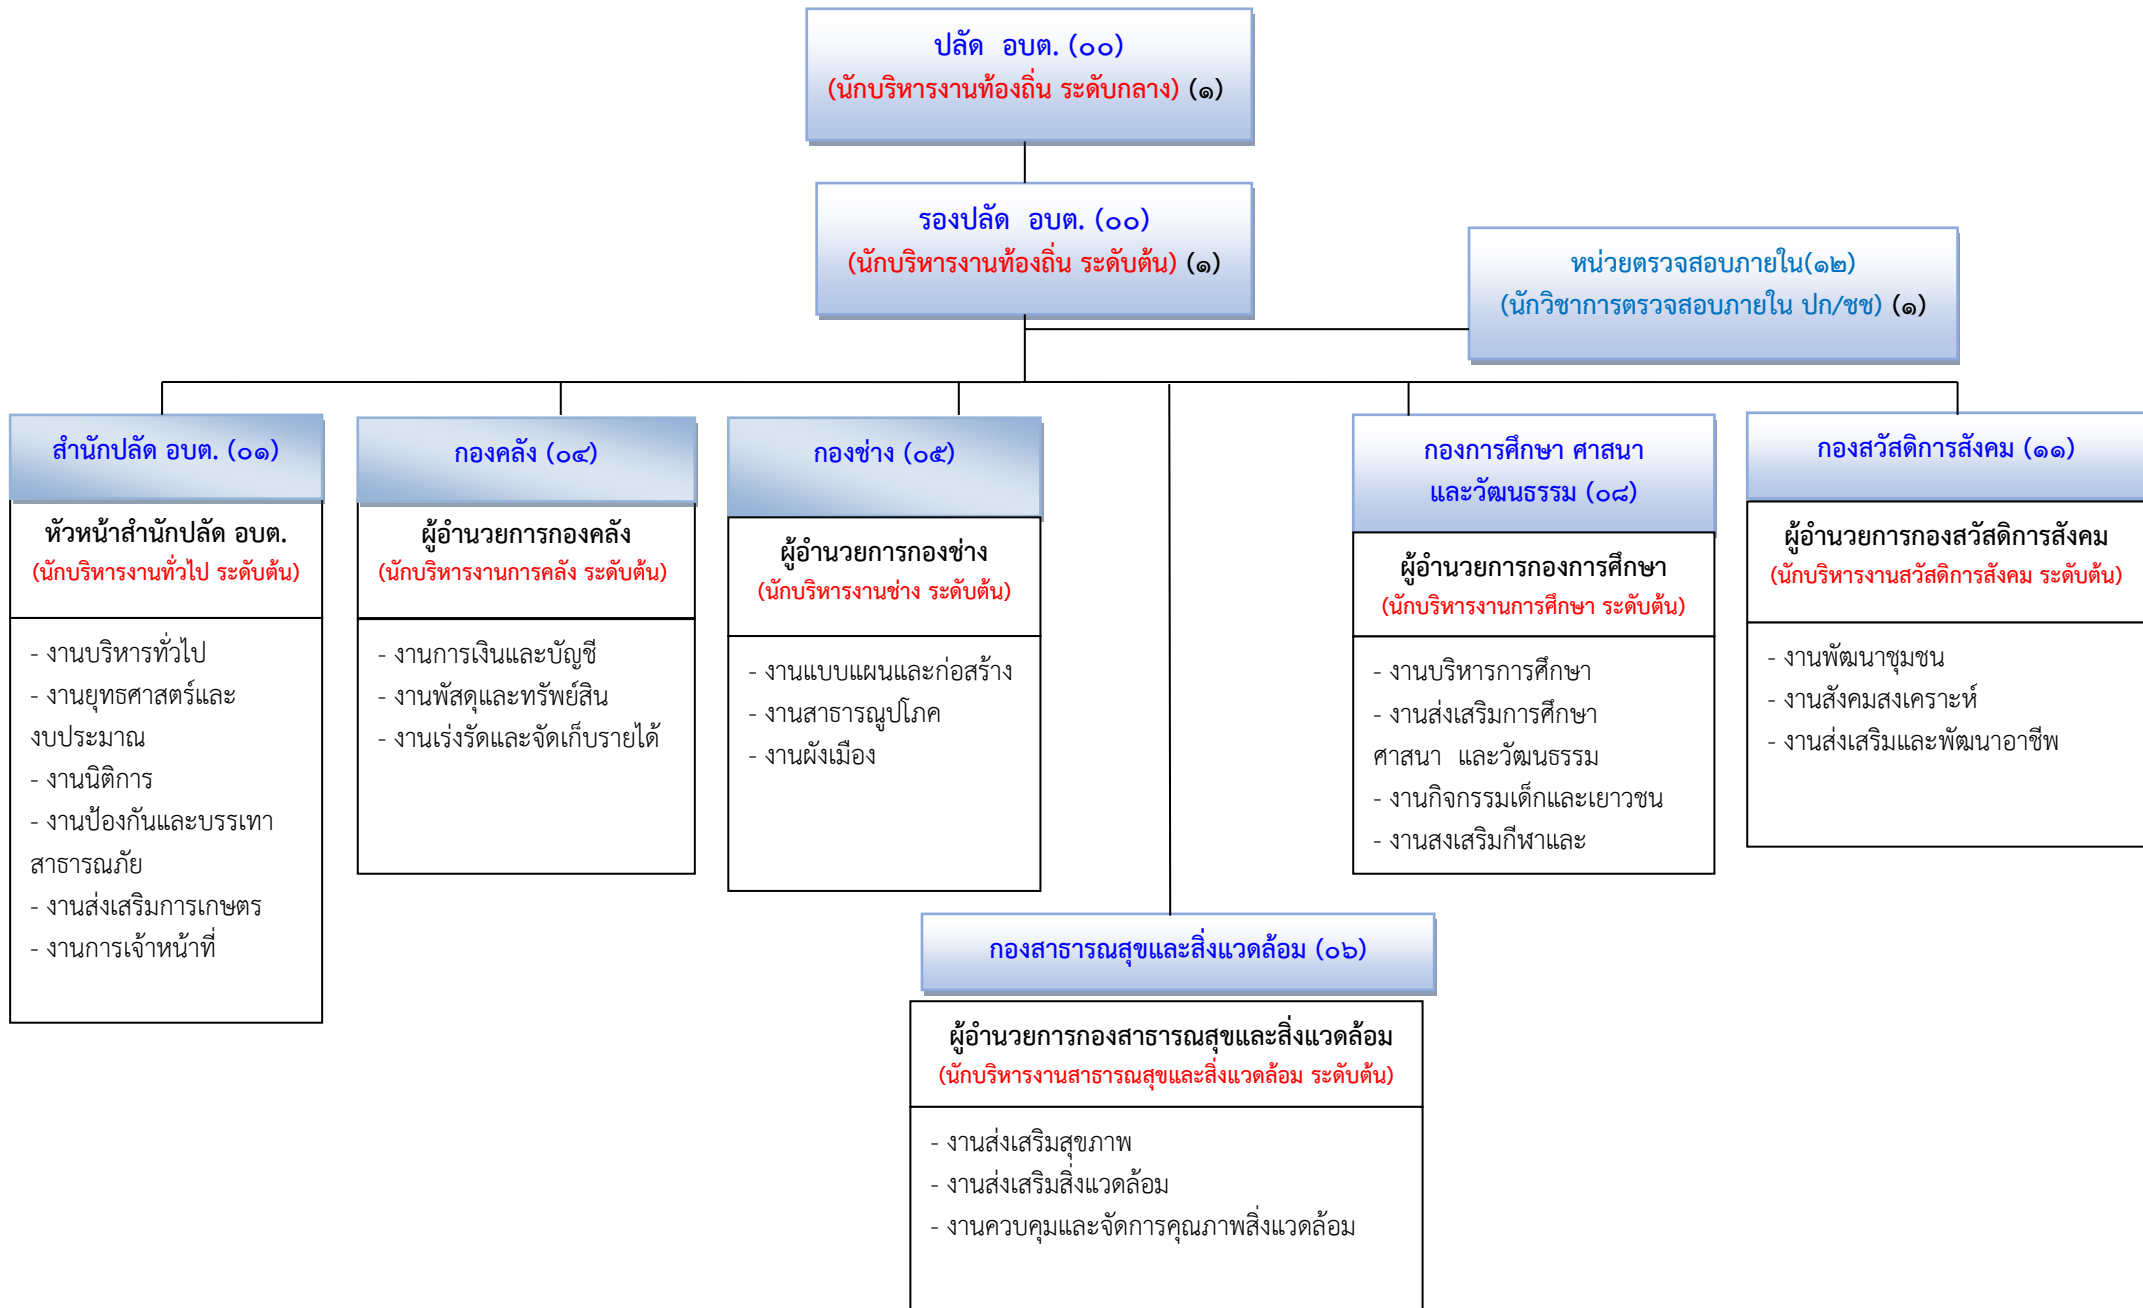 ปลัด  อบต. (๐๐)
(นักบริหารงานท้องถิ่น ระดับกลาง) (๑)
รองปลัด  อบต. (๐๐)
(นักบริหารงานท้องถิ่น ระดับต้น) (๑)
หน่วยตรวจสอบภายใน(๑๒)
(นักวิชาการตรวจสอบภายใน ปก/ชช) (๑)
สำนักปลัด อบต. (๐๑)
หัวหน้าสำนักปลัด อบต.
(นักบริหารงานทั่วไป ระดับต้น)
- งานบริหารทั่วไป
- งานยุทธศาสตร์และ
งบประมาณ
- งานนิติการ
- งานป้องกันและบรรเทา
สาธารณภัย
- งานส่งเสริมการเกษตร
- งานการเจ้าหน้าที่
กองคลัง (๐๔)
ผู้อำนวยการกองคลัง
(นักบริหารงานการคลัง ระดับต้น)
- งานการเงินและบัญชี
- งานพัสดุและทรัพย์สิน
- งานเร่งรัดและจัดเก็บรายได้
กองช่าง (๐๕)
ผู้อำนวยการกองช่าง
(นักบริหารงานช่าง ระดับต้น)
- งานแบบแผนและก่อสร้าง
- งานสาธารณูปโภค
- งานผังเมือง
กองการศึกษา ศาสนา
และวัฒนธรรม (๐๘)
ผู้อำนวยการกองการศึกษา
(นักบริหารงานการศึกษา ระดับต้น)
- งานบริหารการศึกษา
- งานส่งเสริมการศึกษา
ศาสนา  และวัฒนธรรม
- งานกิจกรรมเด็กและเยาวชน
- งานสงเสริมกีฬาและ
กองสวัสดิการสังคม (๑๑)
ผู้อำนวยการกองสวัสดิการสังคม
(นักบริหารงานสวัสดิการสังคม ระดับต้น)
- งานพัฒนาชุมชน
- งานสังคมสงเคราะห์
- งานส่งเสริมและพัฒนาอาชีพ
กองสาธารณสุขและสิ่งแวดล้อม (๐๖)
ผู้อำนวยการกองสาธารณสุขและสิ่งแวดล้อม
(นักบริหารงานสาธารณสุขและสิ่งแวดล้อม ระดับต้น)
- งานส่งเสริมสุขภาพ
- งานส่งเสริมสิ่งแวดล้อม
- งานควบคุมและจัดการคุณภาพสิ่งแวดล้อม